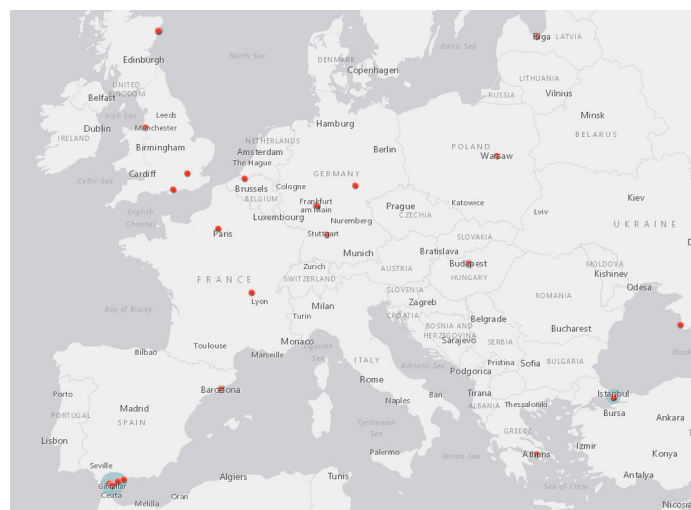 Riga
LATVIA
North Sea
Baltic Sea
Edinburgh
DENMARK
Copenhagen
LITHUANIA
UNITED
KINGDOM
Belfast
RUSSIA
Vilnius
Irish Sea
Leeds
Minsk
Dublin
Manchester
Hamburg
BELARUS
IRELAND
NETHERLANDS
Birmingham
Amsterdam
Berlin
POLAND
The Hague
Warsaw
Cardiff
GERMANY
Celtic Sea
Brussels
Cologne
BELGIUM
Frankfurt
am Main
Prague
Katowice
Kiev
English
Channel
Luxembourg
CZECHIA
Lviv
Nuremberg
UKRAINE
Paris
Stuttgart
SLOVAKIA
Munich
Bratislava
Zurich
AUSTRIA
Budapest
MOLDOVA
FRANCE
SWITZERLAND
HUNGARY
Kishinev
SLOVENIA
Odesa
Lyon
Zagreb
ROMANIA
Milan
Bay of Biscay
Turin
CROATIA
Belgrade
BOSNIA AND
HERZEGOVINA
Bucharest
Monaco
Sarajevo
SERBIA
Toulouse
Ligurian
Sea
Bilbao
Marseille
Black
ITALY
Pristina
Sofia
BULGARIA
Adriatic Sea
Podgorica
Rome
Barcelona
Porto
Bari
Tirana
Istanbul
Naples
ALBANIA
Thessaloniki
Madrid
Bursa
PORTUGAL
SPAIN
Tyrrhenian
Sea
Ankara
GREECE
Lisbon
Izmir
Palermo
Ionian Sea
Athens
Konya
Seville
Algiers
Tunis
Antalya
Gibraltar
Sea of Crete
Ceuta
Oran
Melilla
Nicosia